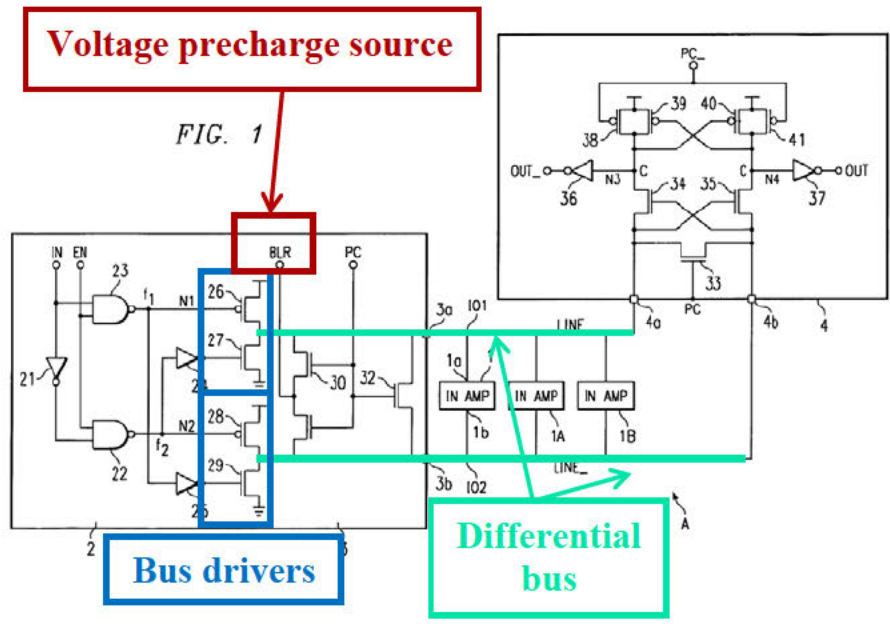 Voltage precharge source
FIG. 1
PC_
39
40
38
41
OUT_
36
N3
C
C
N4
37
OUT
34
35
33
PC
4a
4b
4
IN
EN
BLR
PC
23
f1
N1
26
3a
IO1
LINE
27
21
24
30
32
1a
1
IN AMP
IN AMP
IN AMP
1b
1A
1B
28
N2
22
f2
29
25
3b
IO2
LINE_
A
2
3
Bus drivers
Differential
bus